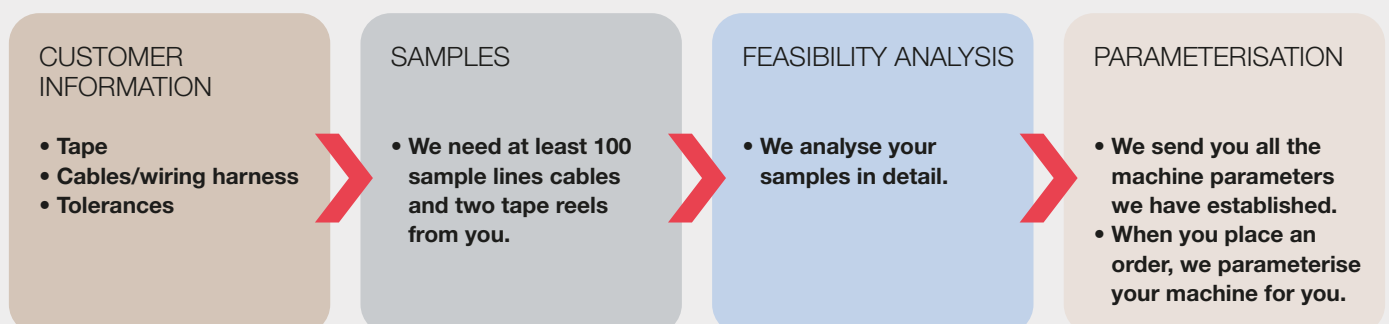 CUSTOMER
INFORMATION
• Tape
• Cables/wiring harness
• Tolerances
SAMPLES
• We need at least 100
sample lines cables
and two tape reels
from you.
FEASIBILITY ANALYSIS
• We analyse your
samples in detail.
PARAMETERISATION
• We send you all the
machine parameters
we have established.
• When you place an
order, we parameterise
your machine for you.